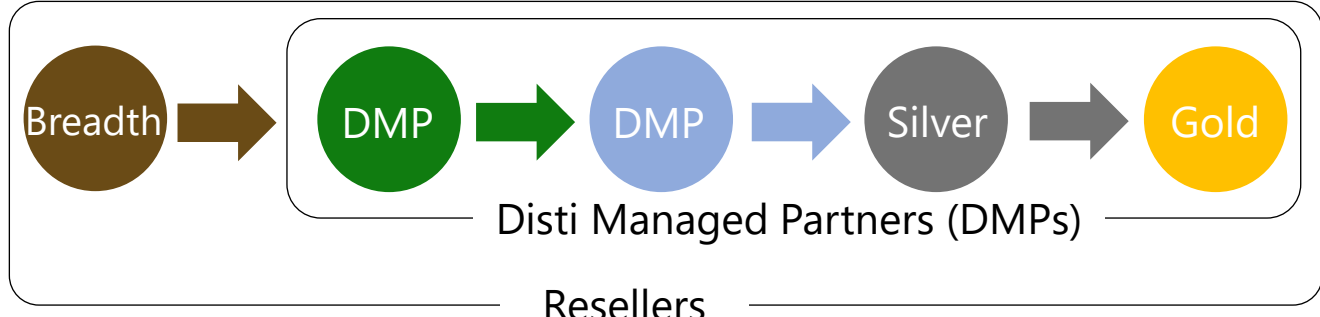 Breadth
DMP
DMP
Silver
Gold
Disti Managed Partners (DMPs)
Resellers